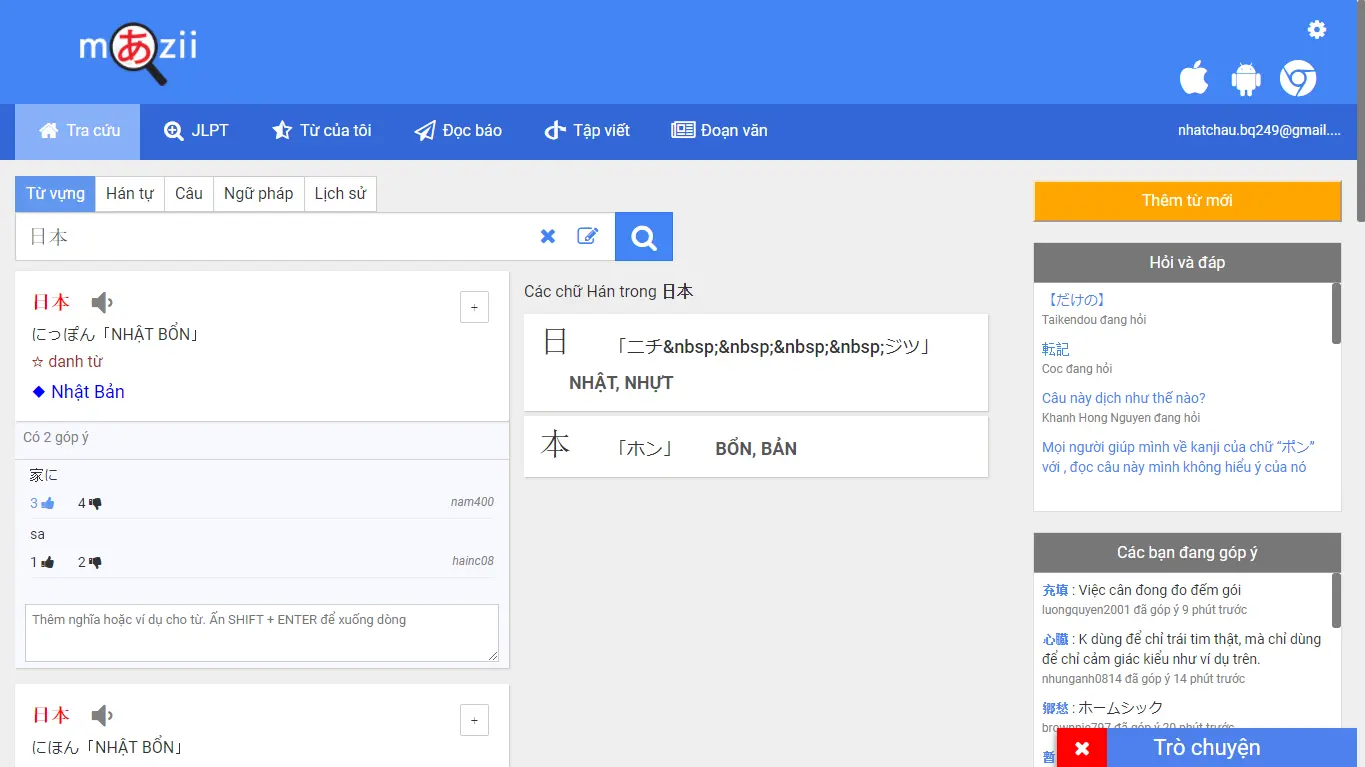 mあzii
Tra cứu
JLPT
Từ của tôi
Đọc báo
Tập viết
Đoạn văn
nhatchau.bq249@gmail....
Từ vựng
Hán tự
Câu
Ngữ pháp
Lịch sử
日本
日本
+
にっぽん「NHẬT BỔN」
☆ danh từ
◆ Nhật Bản
Có 2 góp ý
家に
3
4
nam400
sa
1
2
hainc08
Thêm nghĩa hoặc ví dụ cho từ. Ấn SHIFT + ENTER để xuống dòng
日本
+
にほん「NHẬT BỔN」
Các chữ Hán trong 日本
日 「ニチ&nbsp;&nbsp;&nbsp;&nbsp;ジツ」
NHẬT, NHỰT
本 「ホン」 BỔN, BẢN
Thêm từ mới
Hỏi và đáp
【だけの】
Taikendou đang hỏi
転記
Coc đang hỏi
Câu này dịch như thế nào?
Khanh Hong Nguyen đang hỏi
Mọi người giúp mình về kanji của chữ “ポン”
với , đọc câu này mình không hiểu ý của nó
Các bạn đang góp ý
充填 : Việc cân đong đo đếm gói
luongquyen2001 đã góp ý 9 phút trước
心臓 : K dùng để chỉ trái tim thật, mà chỉ dùng
để chỉ cảm giác kiểu như ví dụ trên.
nhunganh0814 đã góp ý 14 phút trước
郷愁 : ホームシック
brownnie797 đã góp ý 20 phút trước
Trò chuyện